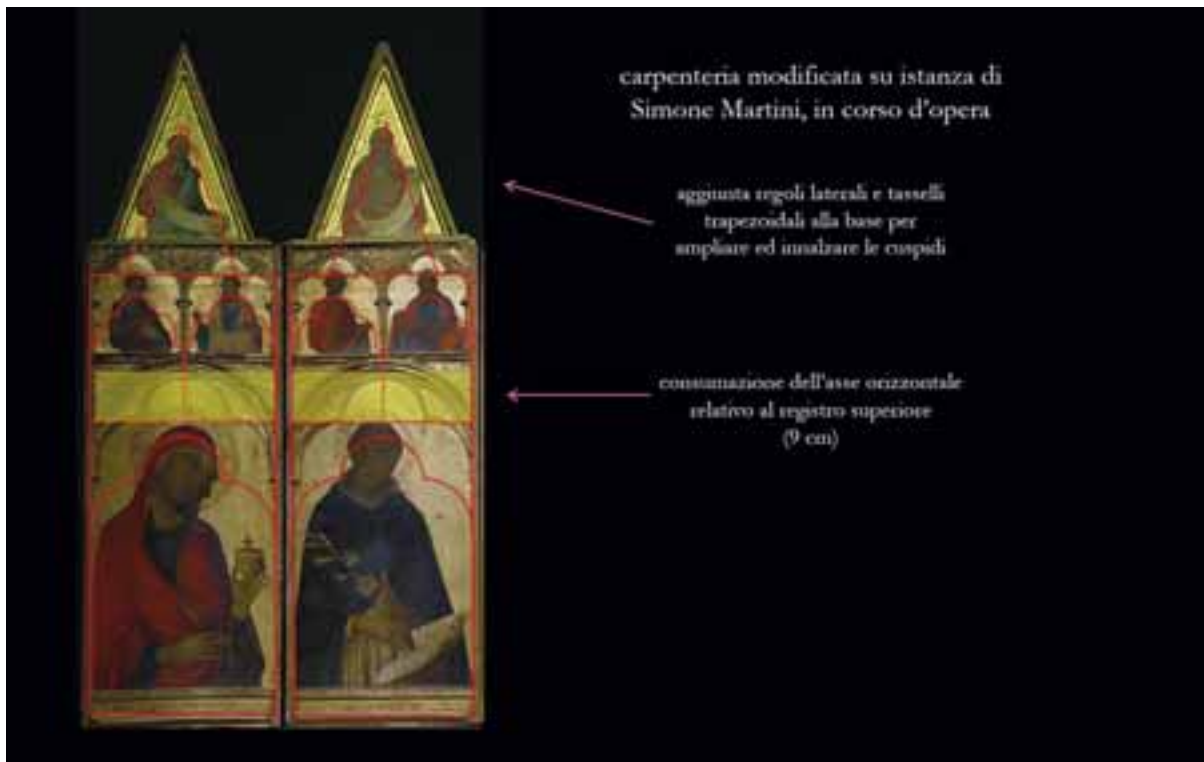 carpenteria modificata su istanza di
Simone Martini, in corso d'opera
aggiunta regoli laterali e tasselli
trapezoidali alla base per
ampliare ed innalzare le cuspidi
consumazione dell'asse orizzontale
relativo al registro superiore
(9 cm)